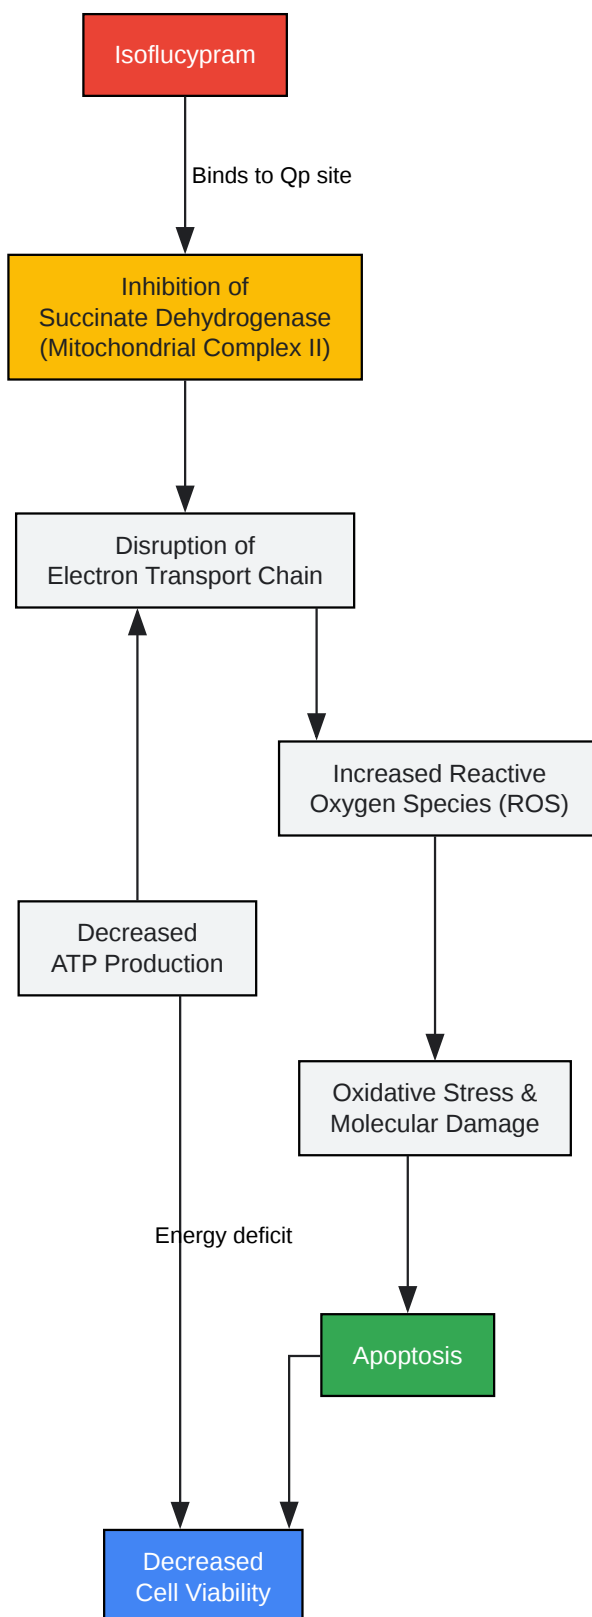 Isoflucypram
Binds to Qp site
Inhibition of
Succinate Dehydrogenase
(Mitochondrial Complex II)
Disruption of
Electron Transport Chain
Increased Reactive
Oxygen Species (ROS)
Decreased
ATP Production
Oxidative Stress &
Molecular Damage
Energy deficit
Apoptosis
Decreased
Cell Viability